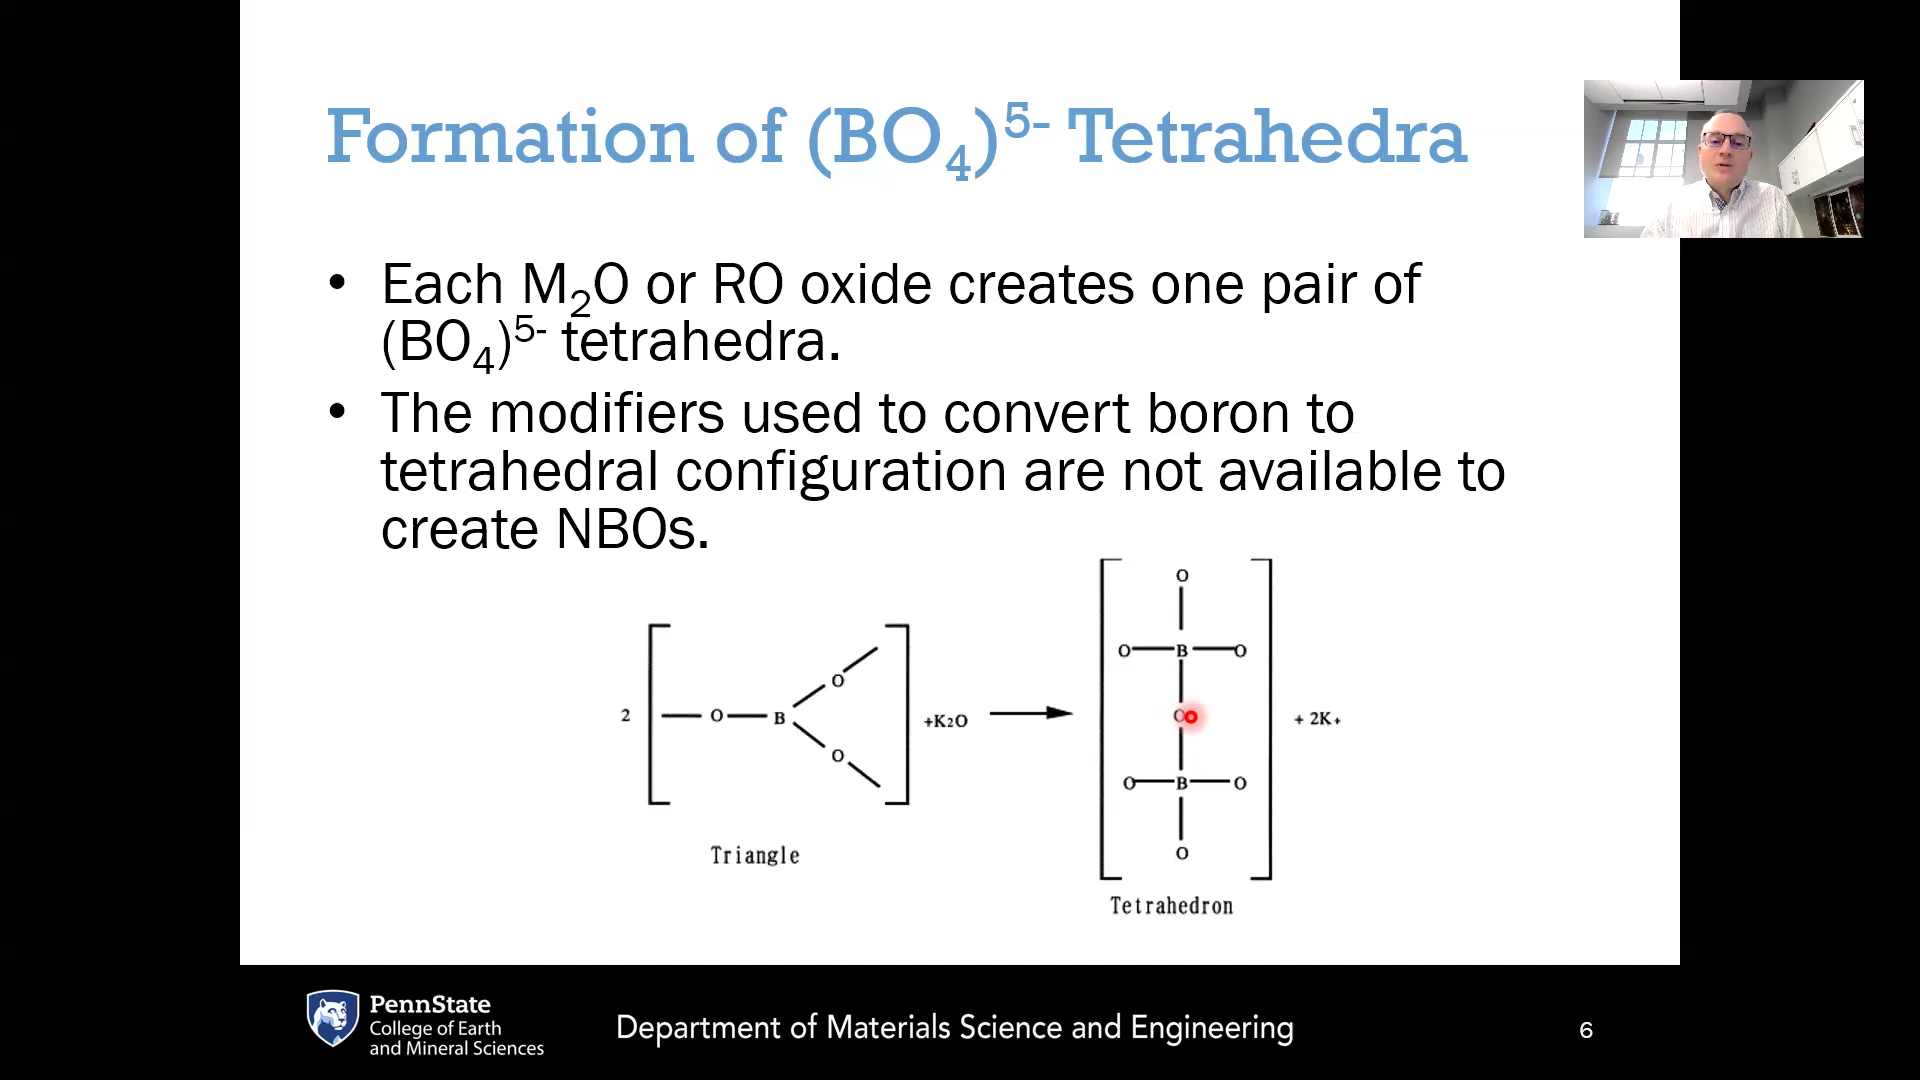 Formation of (BO4)5- Tetrahedra
• Each M2O or RO oxide creates one pair of
(BO4)5- tetrahedra.
• The modifiers used to convert boron to
tetrahedral configuration are not available to
create NBOs.
O
O B O
2 O B O O +K2O O + 2K+
O B O
O
Triangle
Tetrahedron
PennState
College of Earth
and Mineral Sciences
Department of Materials Science and Engineering
6